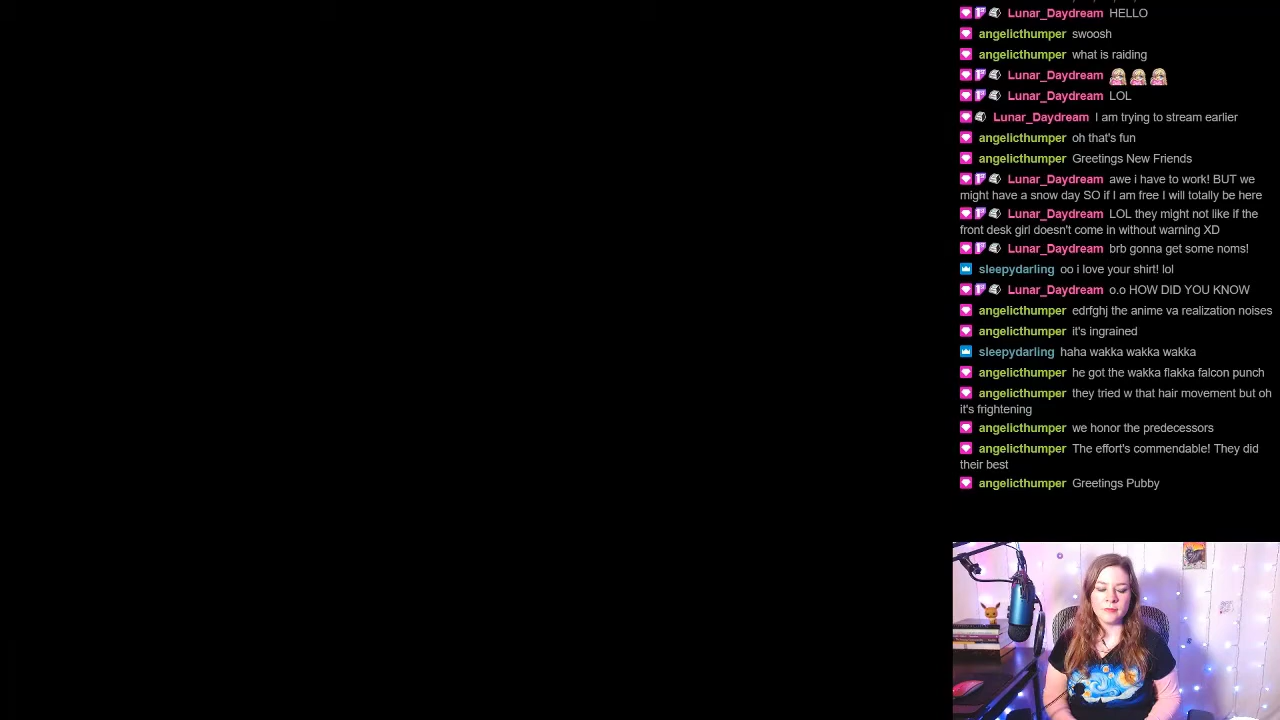 Lunar_Daydream HELLO
angelicthumper swoosh
angelicthumper what is raiding
Lunar_Daydream
Lunar_Daydream LOL
Lunar_Daydream I am trying to stream earlier
angelicthumper oh that's fun
angelicthumper Greetings New Friends
Lunar_Daydream awe i have to work! BUT we
might have a snow day SO if I am free I will totally be here
Lunar_Daydream LOL they might not like if the
front desk girl doesn't come in without warning XD
Lunar_Daydream brb gonna get some noms!
sleepydarling oo i love your shirt! lol
Lunar_Daydream o.o HOW DID YOU KNOW
angelicthumper edrfghj the anime va realization noises
angelicthumper it's ingrained
sleepydarling haha wakka wakka wakka
angelicthumper he got the wakka flakka falcon punch
angelicthumper they tried w that hair movement but oh
it's frightening
angelicthumper we honor the predecessors
angelicthumper The effort's commendable! They did
their best
angelicthumper Greetings Pubby